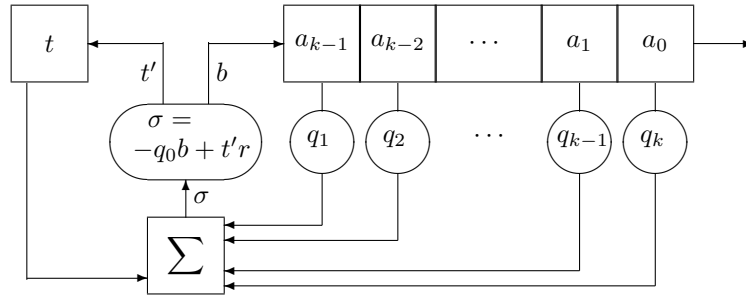 t a_{k−1} a_{k−2} ··· a_1 a_0
t′ b
σ =
−q_0b + t′r
q_1 q_2 ··· q_{k−1} q_k
σ
∑